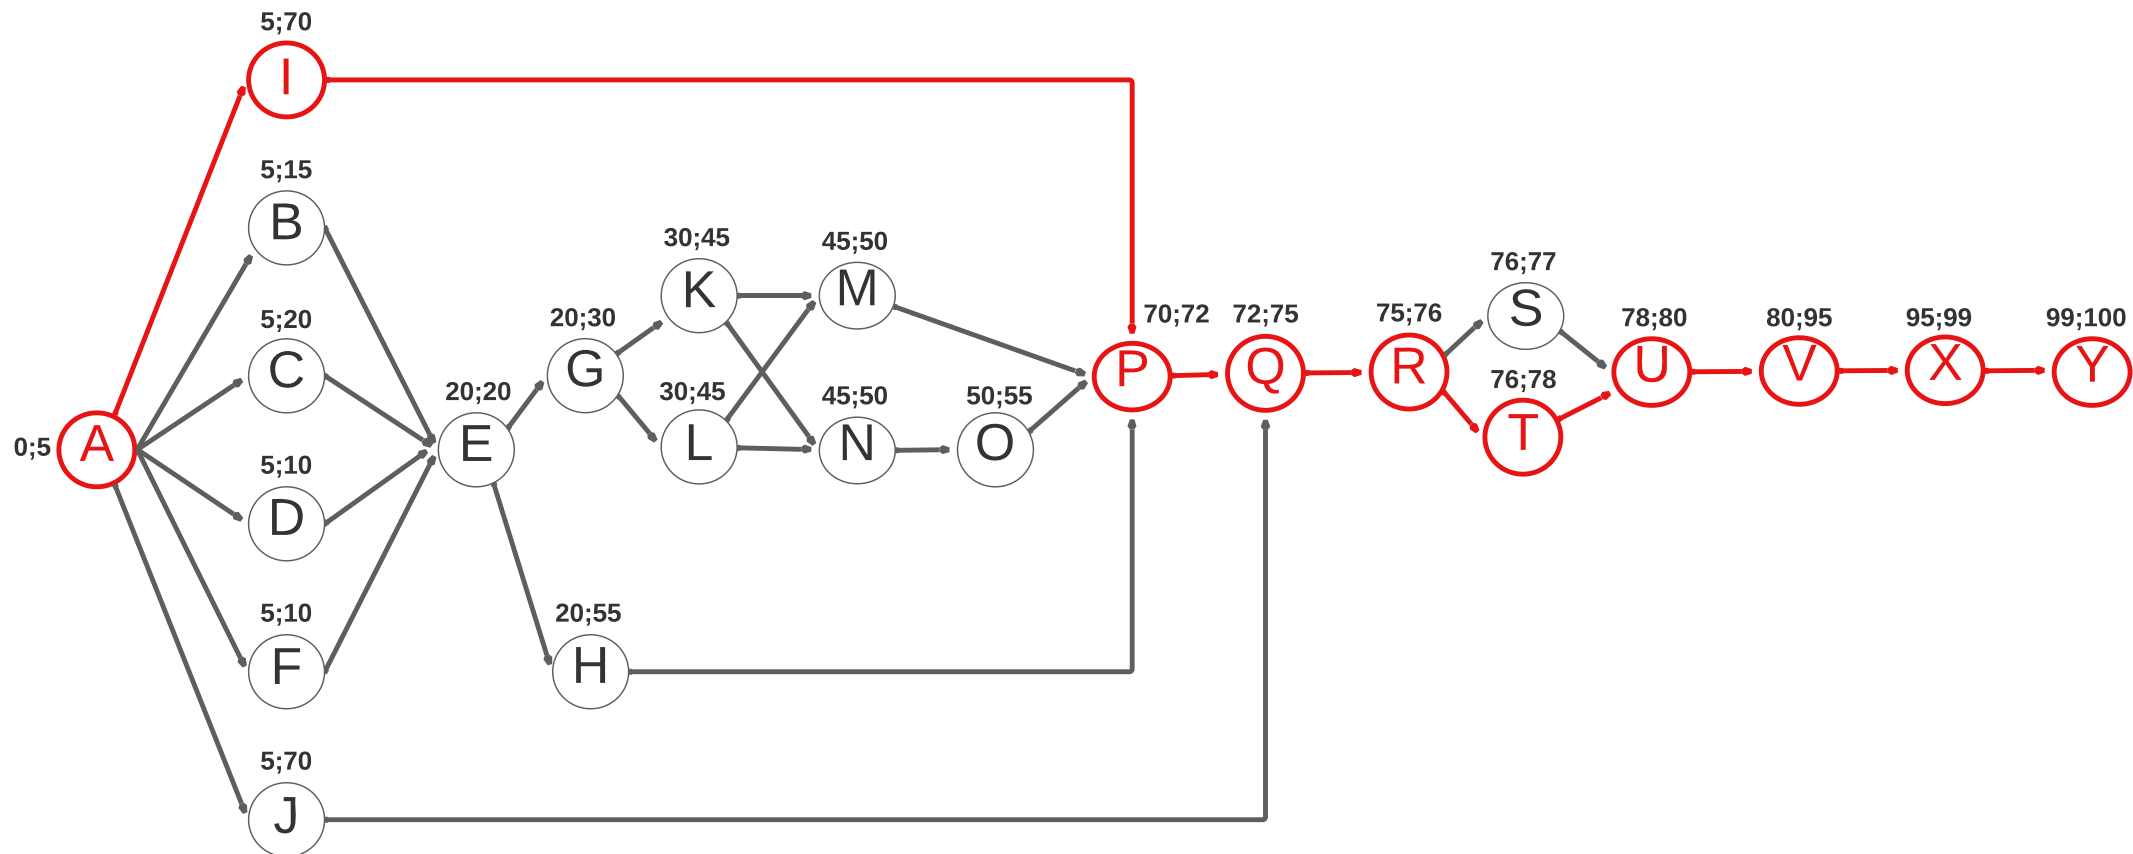 5;70
I
5;15
B
5;20
C
0;5
A
5;10
D
5;10
F
5;70
J
20;20
E
20;30
G
20;55
H
30;45
K
30;45
L
45;50
M
45;50
N
50;55
O
70;72
P
72;75
Q
75;76
R
76;77
S
76;78
T
78;80
U
80;95
V
95;99
X
99;100
Y